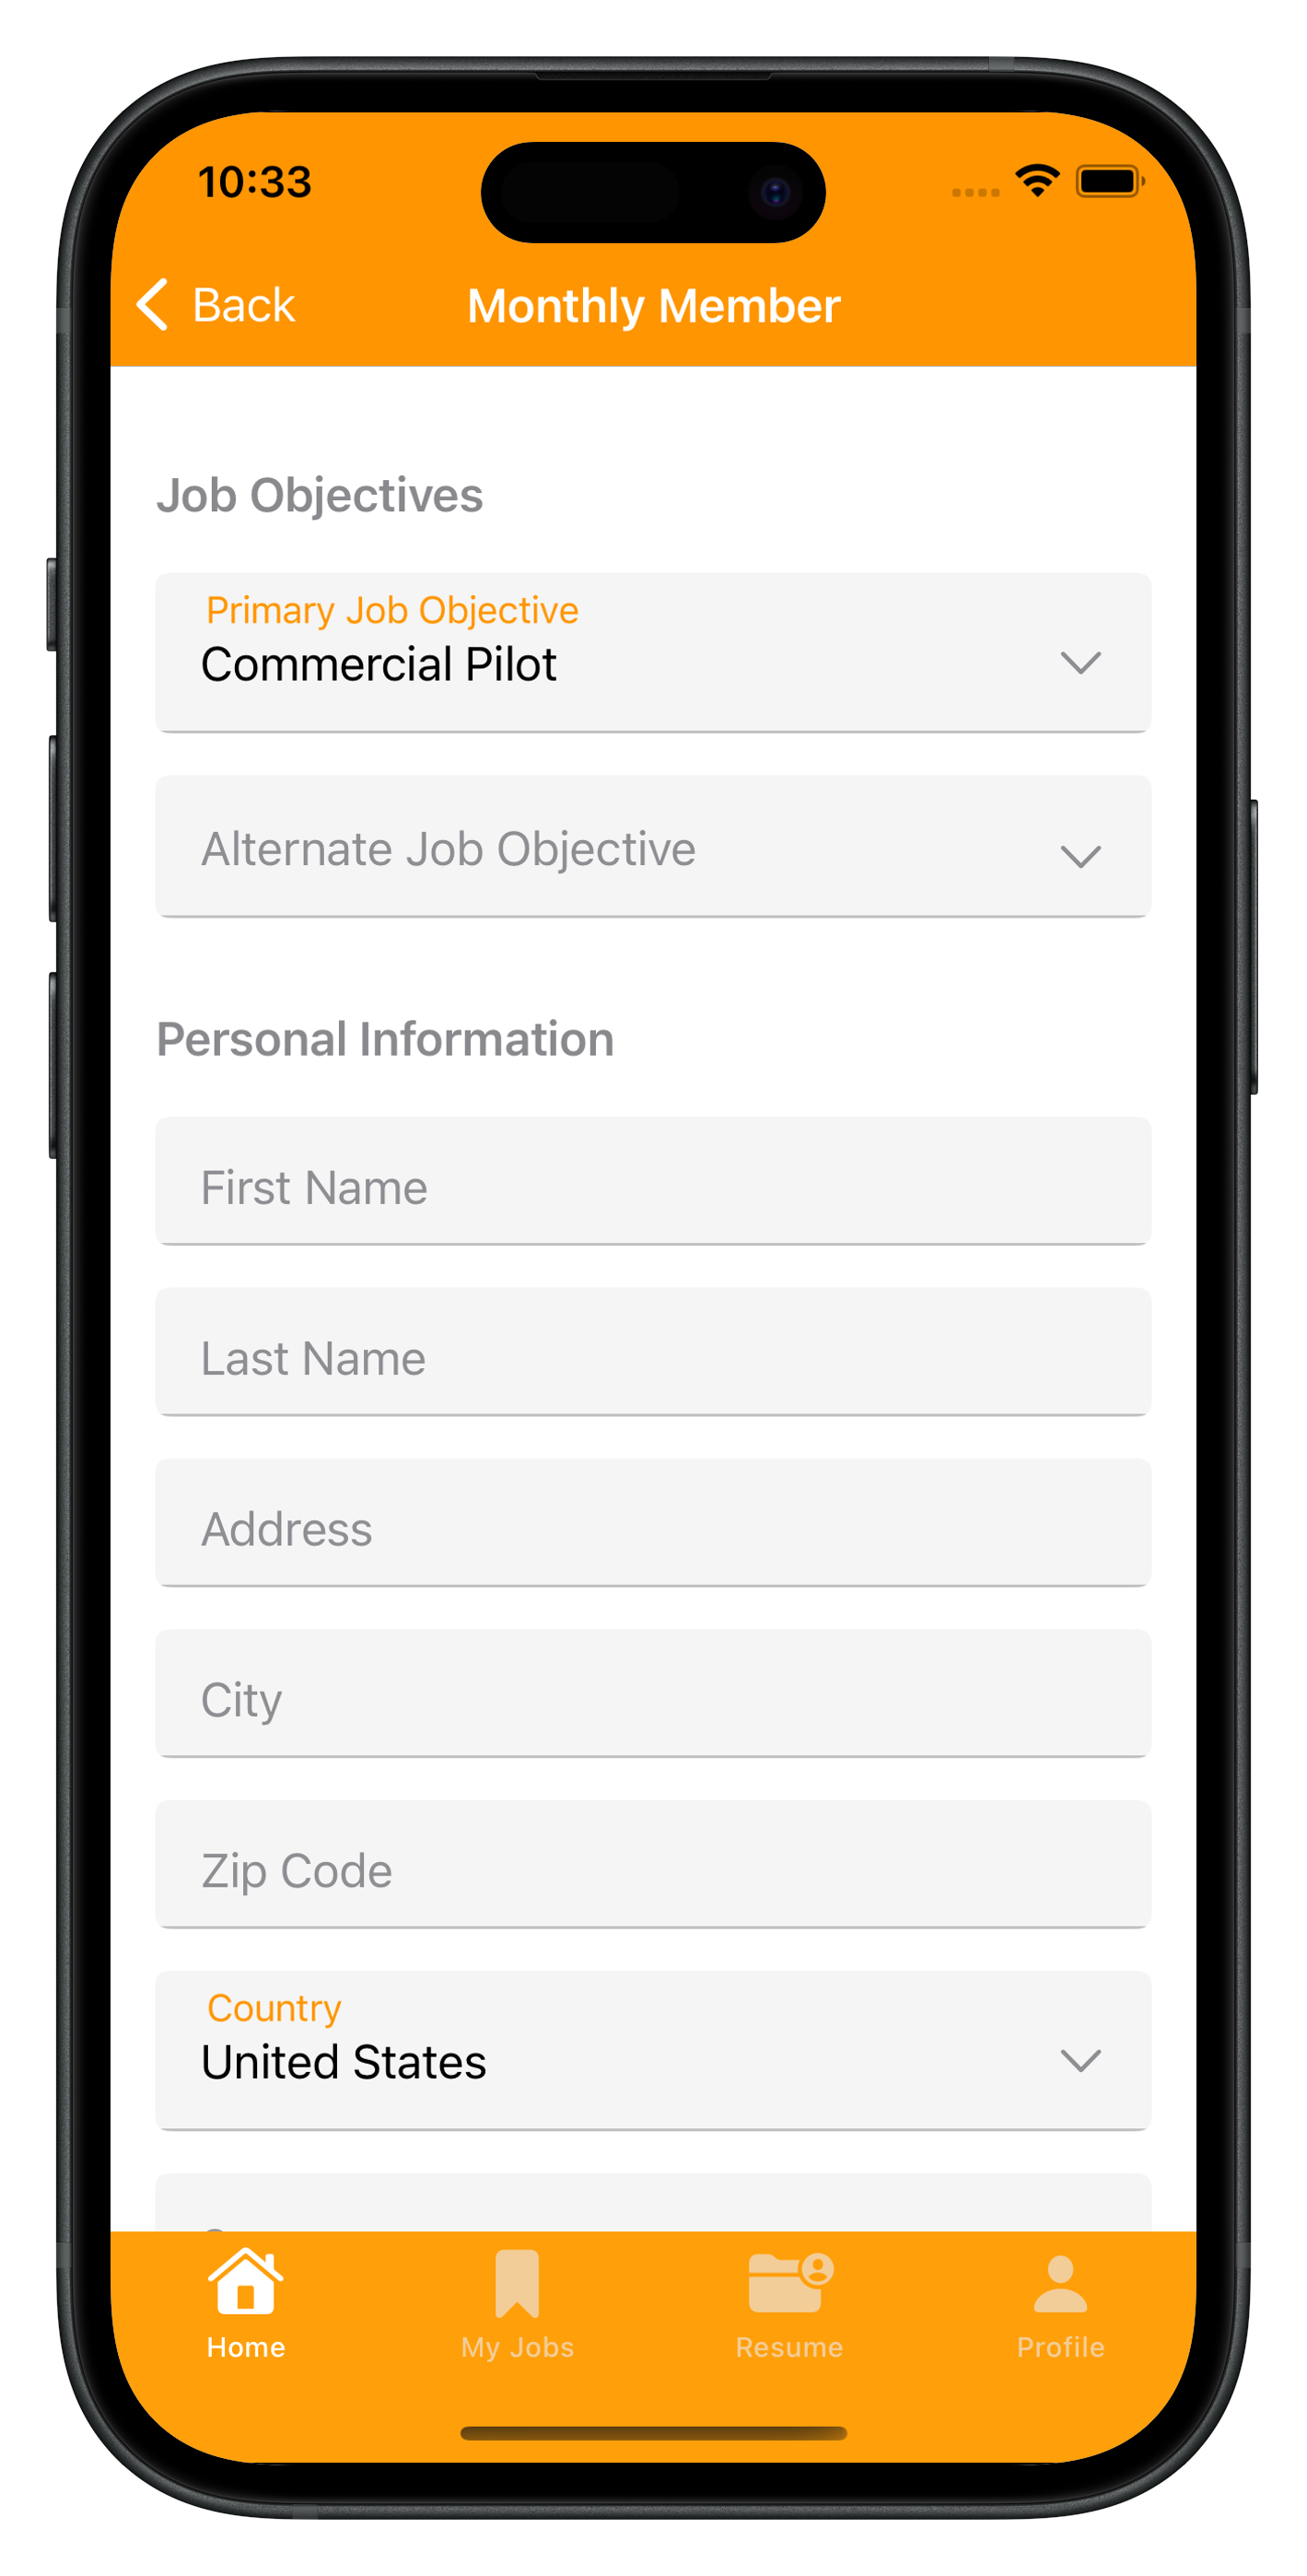 10:33
Back
Monthly Member
Job Objectives
Primary Job Objective
Commercial Pilot
Alternate Job Objective
Personal Information
First Name
Last Name
Address
City
Zip Code
Country
United States
Home
My Jobs
Resume
Profile